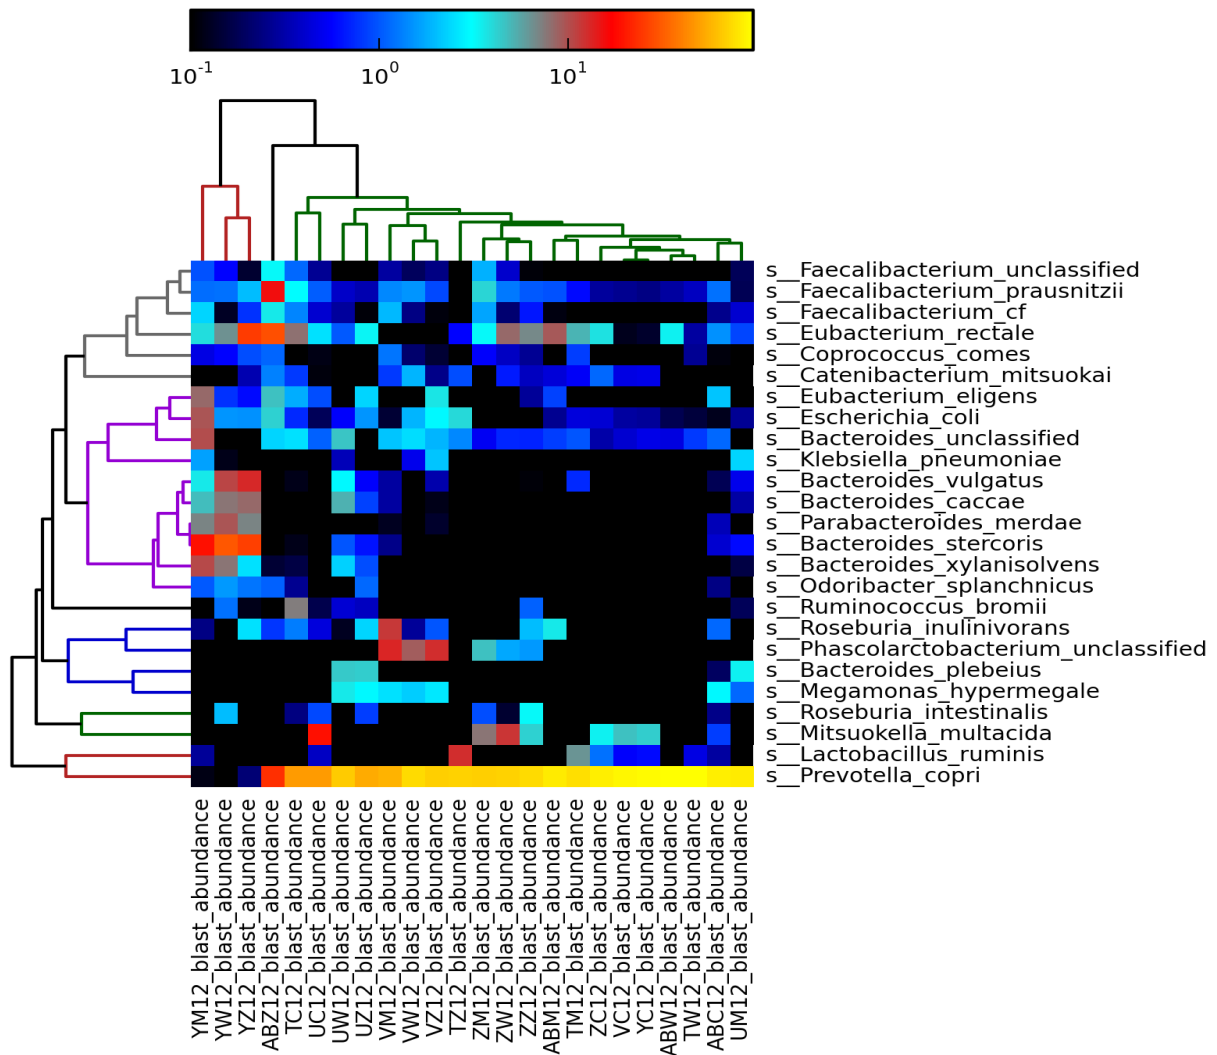 10^-1 10^0 10^1
s__Faecalibacterium_unclassified
s__Faecalibacterium_prausnitzii
s__Faecalibacterium_cf
s__Eubacterium_rectale
s__Coprococcus_comes
s__Catenibacterium_mitsuokai
s__Eubacterium_eligens
s__Escherichia_coli
s__Bacteroides_unclassified
s__Klebsiella_pneumoniae
s__Bacteroides_vulgatus
s__Bacteroides_caccae
s__Parabacteroides_merdae
s__Bacteroides_stercoris
s__Bacteroides_xylanisolvens
s__Odoribacter_splanchnicus
s__Ruminococcus_bromii
s__Roseburia_inulinivorans
s__Phascolarctobacterium_unclassified
s__Bacteroides_plebeius
s__Megamonas_hypermegale
s__Roseburia_intestinalis
s__Mitsuokella_multacida
s__Lactobacillus_ruminis
s__Prevotella_copri
YM12_blast_abundance
YW12_blast_abundance
YZ12_blast_abundance
ABZ12_blast_abundance
TC12_blast_abundance
UC12_blast_abundance
UW12_blast_abundance
UZ12_blast_abundance
VM12_blast_abundance
VW12_blast_abundance
VZ12_blast_abundance
TZ12_blast_abundance
ZM12_blast_abundance
ZW12_blast_abundance
ZZ12_blast_abundance
ABM12_blast_abundance
TM12_blast_abundance
ZC12_blast_abundance
VC12_blast_abundance
YC12_blast_abundance
ABW12_blast_abundance
TW12_blast_abundance
ABC12_blast_abundance
UM12_blast_abundance